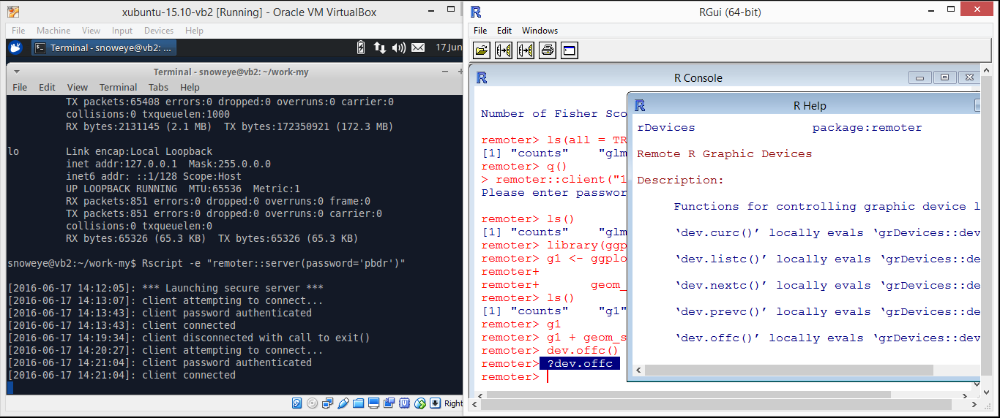 xubuntu-15.10-vb2 [Running] - Oracle VM VirtualBox
File Machine View Input Devices Help
Terminal - snoweye@vb2: ...
17 Jun
Terminal - snoweye@vb2: ~/work-my
File Edit View Terminal Tabs Help
TX packets:65408 errors:0 dropped:0 overruns:0 carrier:0
collisions:0 txqueuelen:1000
RX bytes:2131145 (2.1 MB)  TX bytes:172350921 (172.3 MB)
lo        Link encap:Local Loopback
inet addr:127.0.0.1  Mask:255.0.0.0
inet6 addr: ::1/128 Scope:Host
UP LOOPBACK RUNNING  MTU:65536  Metric:1
RX packets:851 errors:0 dropped:0 overruns:0 frame:0
TX packets:851 errors:0 dropped:0 overruns:0 carrier:0
collisions:0 txqueuelen:0
RX bytes:65326 (65.3 KB)  TX bytes:65326 (65.3 KB)
snoweye@vb2:~/work-my$ Rscript -e "remoter::server(password='pbdr')"
[2016-06-17 14:12:05]: *** Launching secure server ***
[2016-06-17 14:13:07]: client attempting to connect...
[2016-06-17 14:13:43]: client password authenticated
[2016-06-17 14:13:43]: client connected
[2016-06-17 14:19:34]: client disconnected with call to exit()
[2016-06-17 14:20:27]: client attempting to connect...
[2016-06-17 14:21:04]: client password authenticated
[2016-06-17 14:21:04]: client connected
Right
RGui (64-bit)
File Edit Windows
R Console
Number of Fisher Sco
remoter> ls(all = TR
[1] "counts"    "glm
remoter> q()
> remoter::client("1
Please enter passwor
remoter> ls()
[1] "counts"    "glm
remoter> library(ggp
remoter> g1 <- ggplo
remoter+
remoter+       geom_
remoter> ls()
[1] "counts"    "g1"
remoter> g1
remoter> g1 + geom_s
remoter> dev.offc()
remoter> ?dev.offc
remoter>
R Help
rDevices                    package:remoter
Remote R Graphic Devices
Description:
Functions for controlling graphic device l
‘dev.curc()’ locally evals ‘grDevices::dev
‘dev.listc()’ locally evals ‘grDevices::de
‘dev.nextc()’ locally evals ‘grDevices::de
‘dev.prevc()’ locally evals ‘grDevices::de
‘dev.offc()’ locally evals ‘grDevices::dev